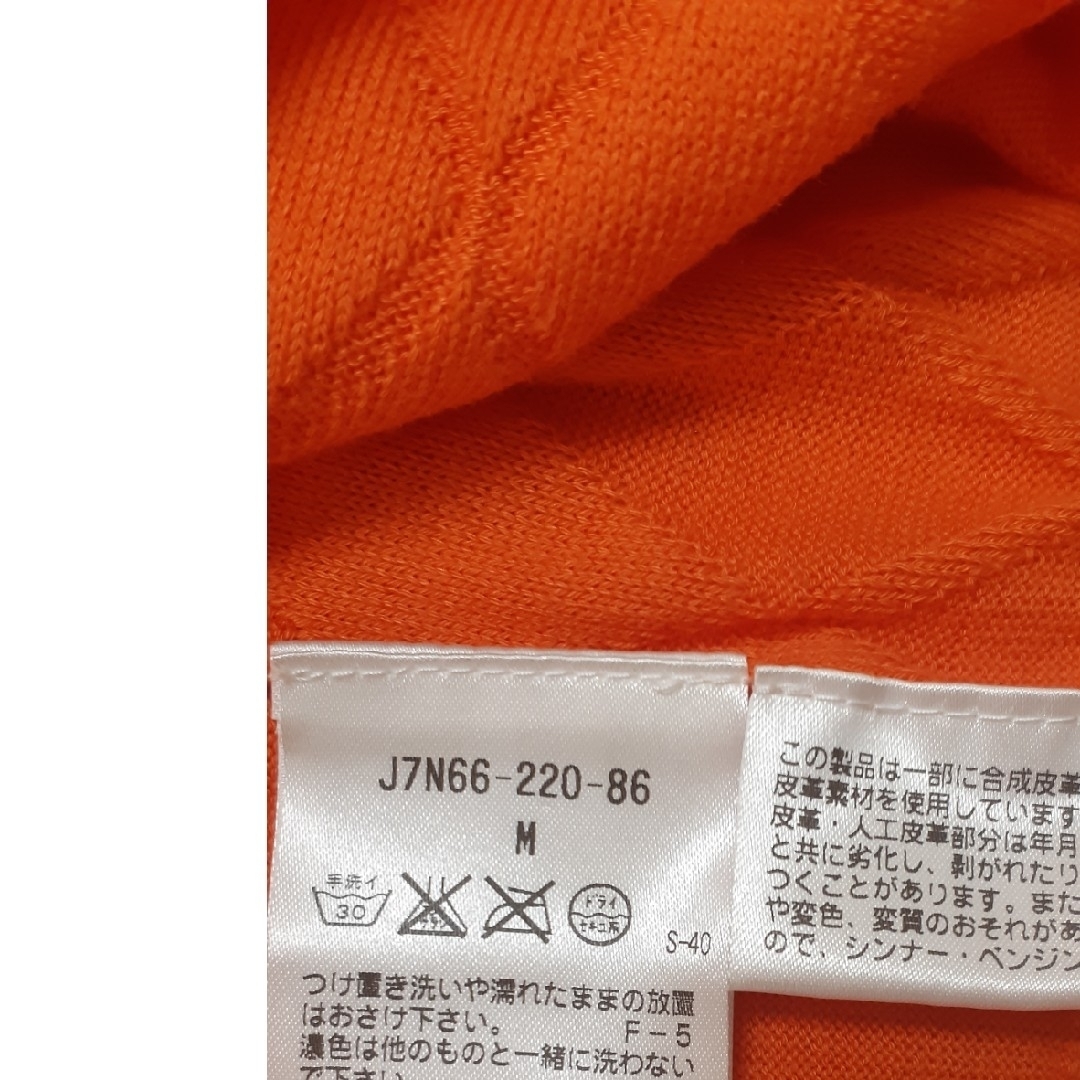 J7N66-220-86
M
手洗イ
30
ドライ
S-40
つけ置き洗いや濡れたままの放置
はおさけ下さい。
F-5
濃色は他のものと一緒に洗わない
で下さい
この製品は一部に合成皮革
皮革素材を使用しています
皮革・人工皮革部分は年月
と共に劣化し、剥がれたり
つくことがあります。また
や変色、変質のおそれがあ
ので、シンナー・ベンジン